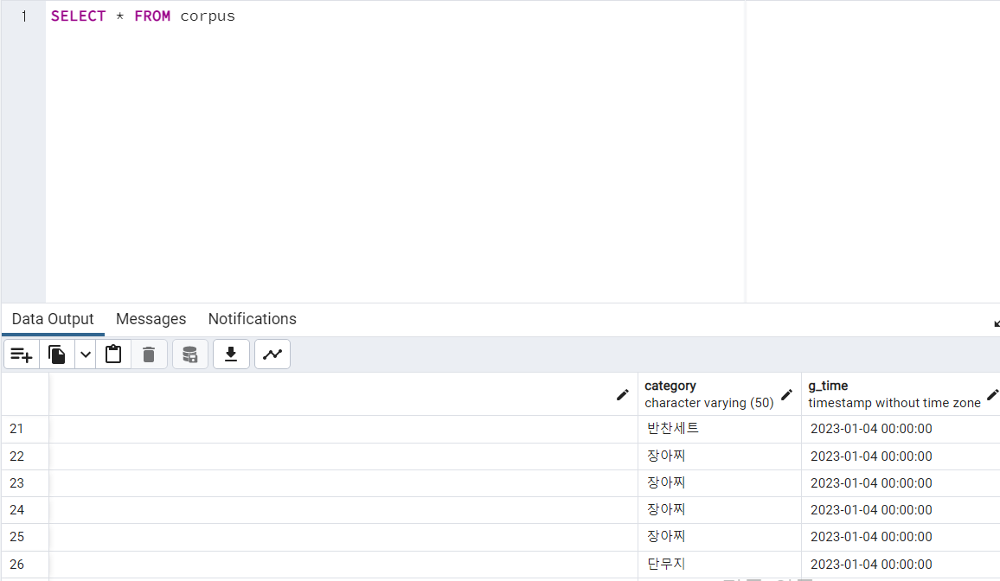 1 SELECT * FROM corpus
Data Output Messages Notifications
category g_time
character varying (50) timestamp without time zone
21 반찬세트 2023-01-04 00:00:00
22 장아찌 2023-01-04 00:00:00
23 장아찌 2023-01-04 00:00:00
24 장아찌 2023-01-04 00:00:00
25 장아찌 2023-01-04 00:00:00
26 단무지 2023-01-04 00:00:00